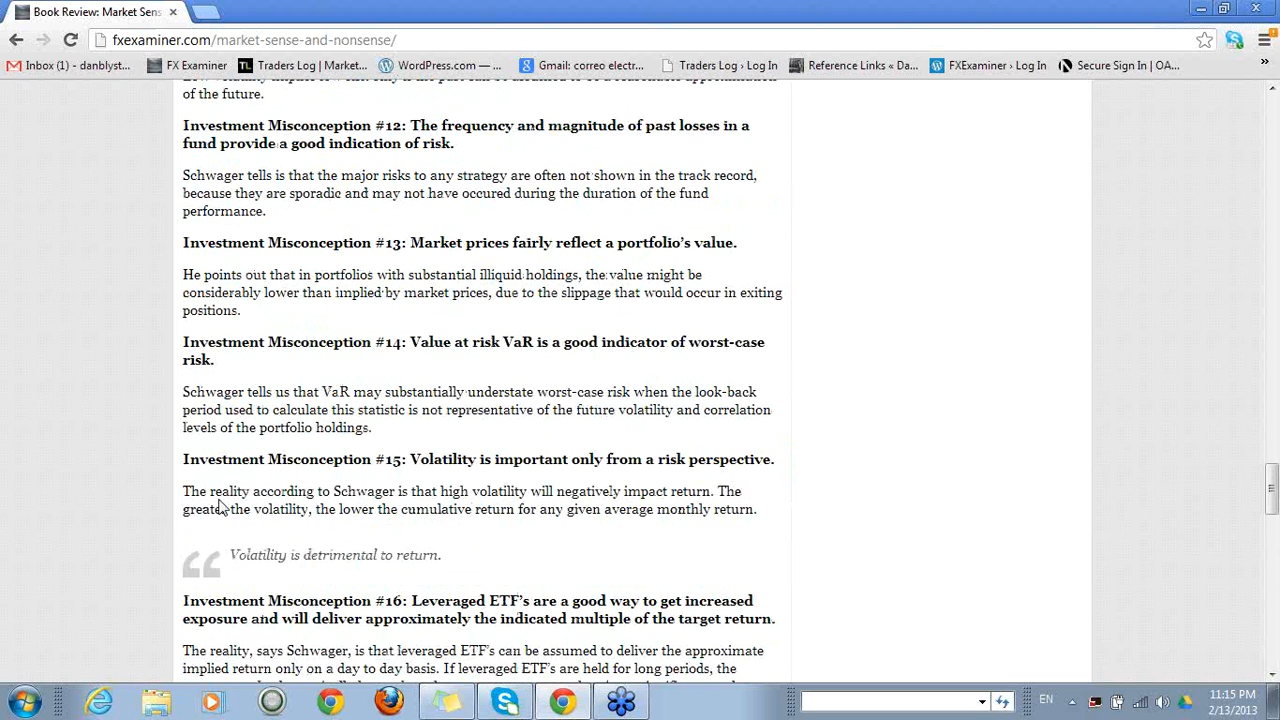 Book Review: Market Sens
fxexaminer.com/market-sense-and-nonsense/
Inbox (1) - danblyst... FX Examiner Traders Log | Market... WordPress.com — ... Gmail: correo electr... Traders Log › Log In Reference Links « Da... FXExaminer › Log In Secure Sign In | OA... »
of the future.
Investment Misconception #12: The frequency and magnitude of past losses in a
fund provide a good indication of risk.
Schwager tells is that the major risks to any strategy are often not shown in the track record,
because they are sporadic and may not have occured during the duration of the fund
performance.
Investment Misconception #13: Market prices fairly reflect a portfolio's value.
He points out that in portfolios with substantial illiquid holdings, the value might be
considerably lower than implied by market prices, due to the slippage that would occur in exiting
positions.
Investment Misconception #14: Value at risk VaR is a good indicator of worst-case
risk.
Schwager tells us that VaR may substantially understate worst-case risk when the look-back
period used to calculate this statistic is not representative of the future volatility and correlation
levels of the portfolio holdings.
Investment Misconception #15: Volatility is important only from a risk perspective.
The reality according to Schwager is that high volatility will negatively impact return. The
greater the volatility, the lower the cumulative return for any given average monthly return.
Volatility is detrimental to return.
Investment Misconception #16: Leveraged ETF's are a good way to get increased
exposure and will deliver approximately the indicated multiple of the target return.
The reality, says Schwager, is that leveraged ETF's can be assumed to deliver the approximate
implied return only on a day to day basis. If leveraged ETF's are held for long periods, the
EN
11:15 PM
2/13/2013